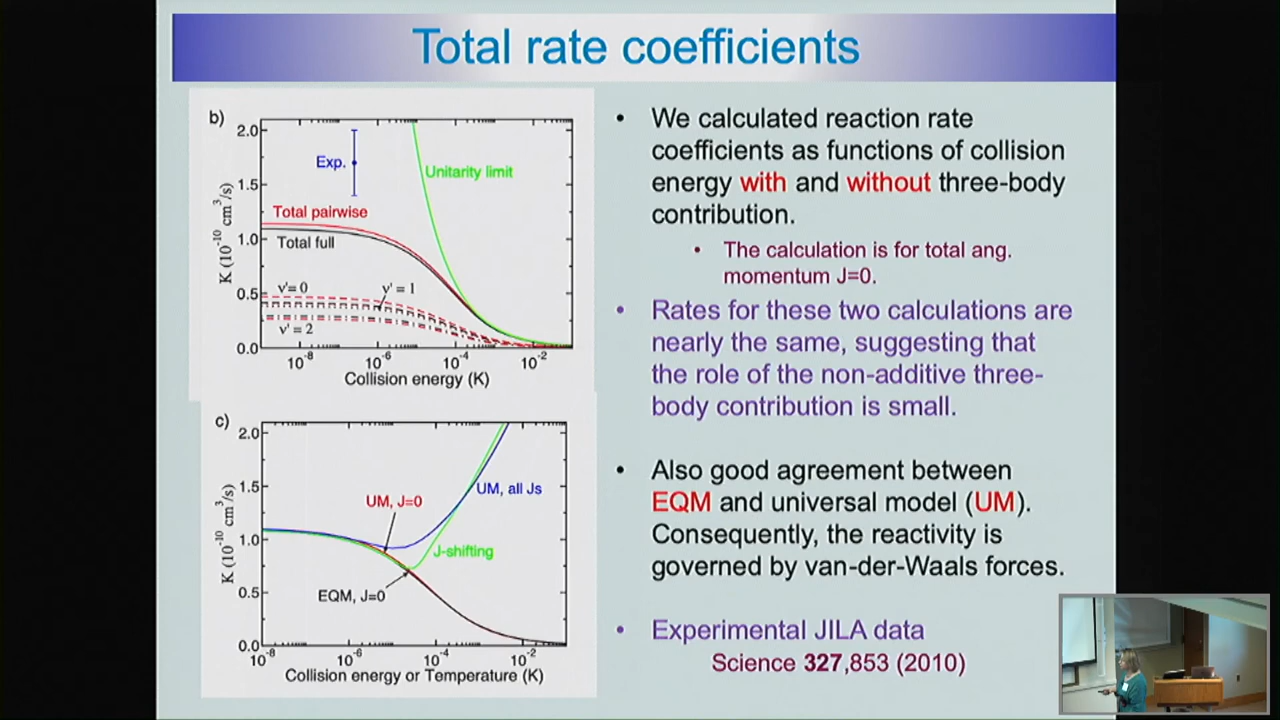 Total rate coefficients
b)
2.0
1.5
1.0
0.5
0.0
K (10⁻¹⁰ cm³/s)
Exp.
Unitarity limit
Total pairwise
Total full
v'= 0
v' = 1
v' = 2
10⁻⁸
10⁻⁶
10⁻⁴
10⁻²
Collision energy (K)
c)
2.0
1.5
1.0
0.5
0.0
K (10⁻¹⁰ cm³/s)
UM, J=0
UM, all Js
J-shifting
EQM, J=0
10⁻⁸
10⁻⁶
10⁻⁴
10⁻²
Collision energy or Temperature (K)
• We calculated reaction rate
coefficients as functions of collision
energy with and without three-body
contribution.
• The calculation is for total ang.
momentum J=0.
• Rates for these two calculations are
nearly the same, suggesting that
the role of the non-additive three-
body contribution is small.
• Also good agreement between
EQM and universal model (UM).
Consequently, the reactivity is
governed by van-der-Waals forces.
• Experimental JILA data
Science 327,853 (2010)